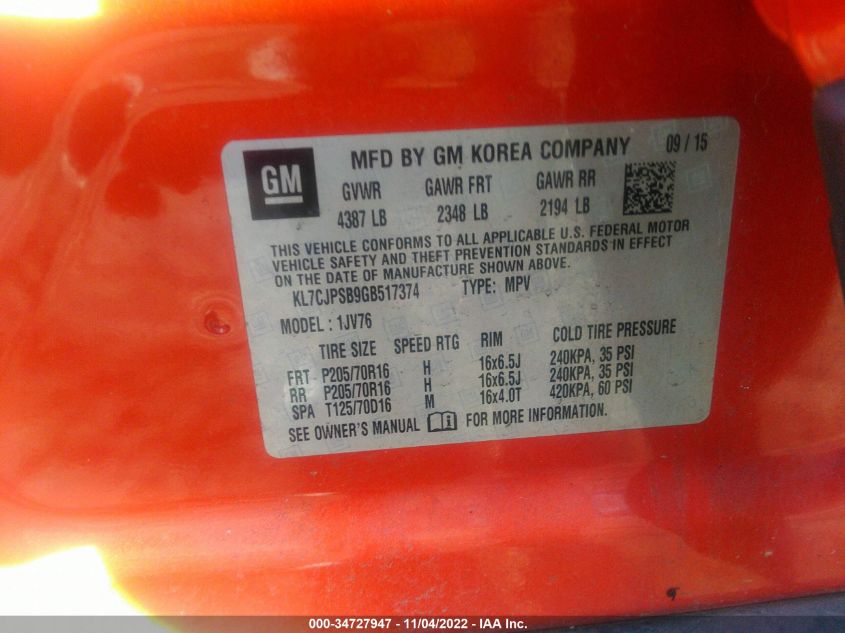 GM
MFD BY GM KOREA COMPANY 09 / 15
GVWR GAWR FRT GAWR RR
4387 LB 2348 LB 2194 LB
THIS VEHICLE CONFORMS TO ALL APPLICABLE U.S. FEDERAL MOTOR
VEHICLE SAFETY AND THEFT PREVENTION STANDARDS IN EFFECT
ON THE DATE OF MANUFACTURE SHOWN ABOVE.
KL7CJPSB9GB517374 TYPE: MPV
MODEL : 1JV76
TIRE SIZE SPEED RTG RIM COLD TIRE PRESSURE
FRT P205/70R16 H 16x6.5J 240KPA, 35 PSI
RR P205/70R16 H 16x6.5J 240KPA, 35 PSI
SPA T125/70D16 M 16x4.0T 420KPA, 60 PSI
SEE OWNER'S MANUAL FOR MORE INFORMATION.
000-34727947 - 11/04/2022 - IAA Inc.